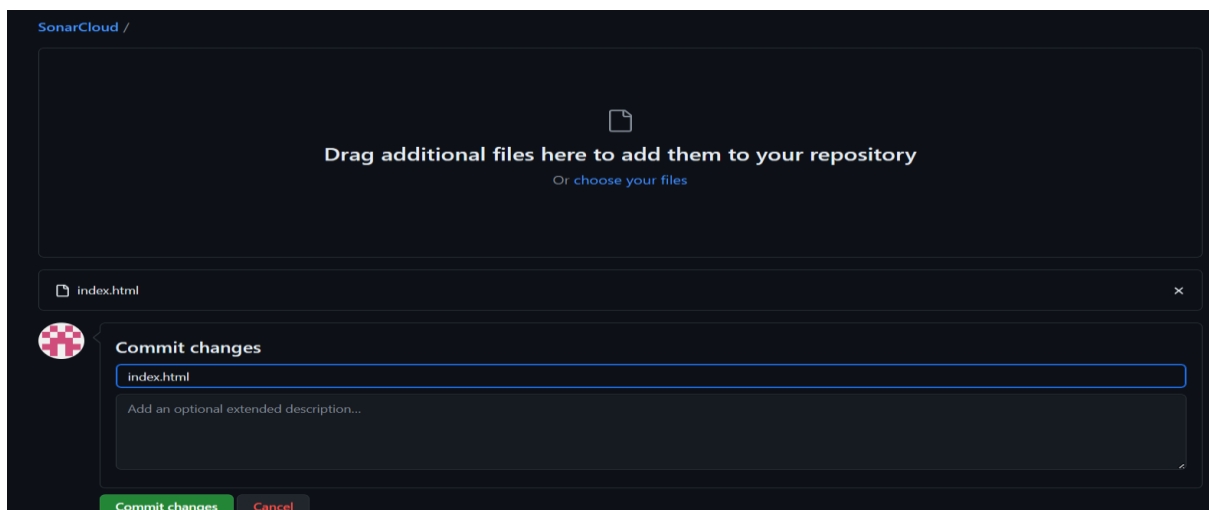 SonarCloud /
Drag additional files here to add them to your repository
Or choose your files
index.html
Commit changes
index.html
Add an optional extended description...
Commit changes Cancel